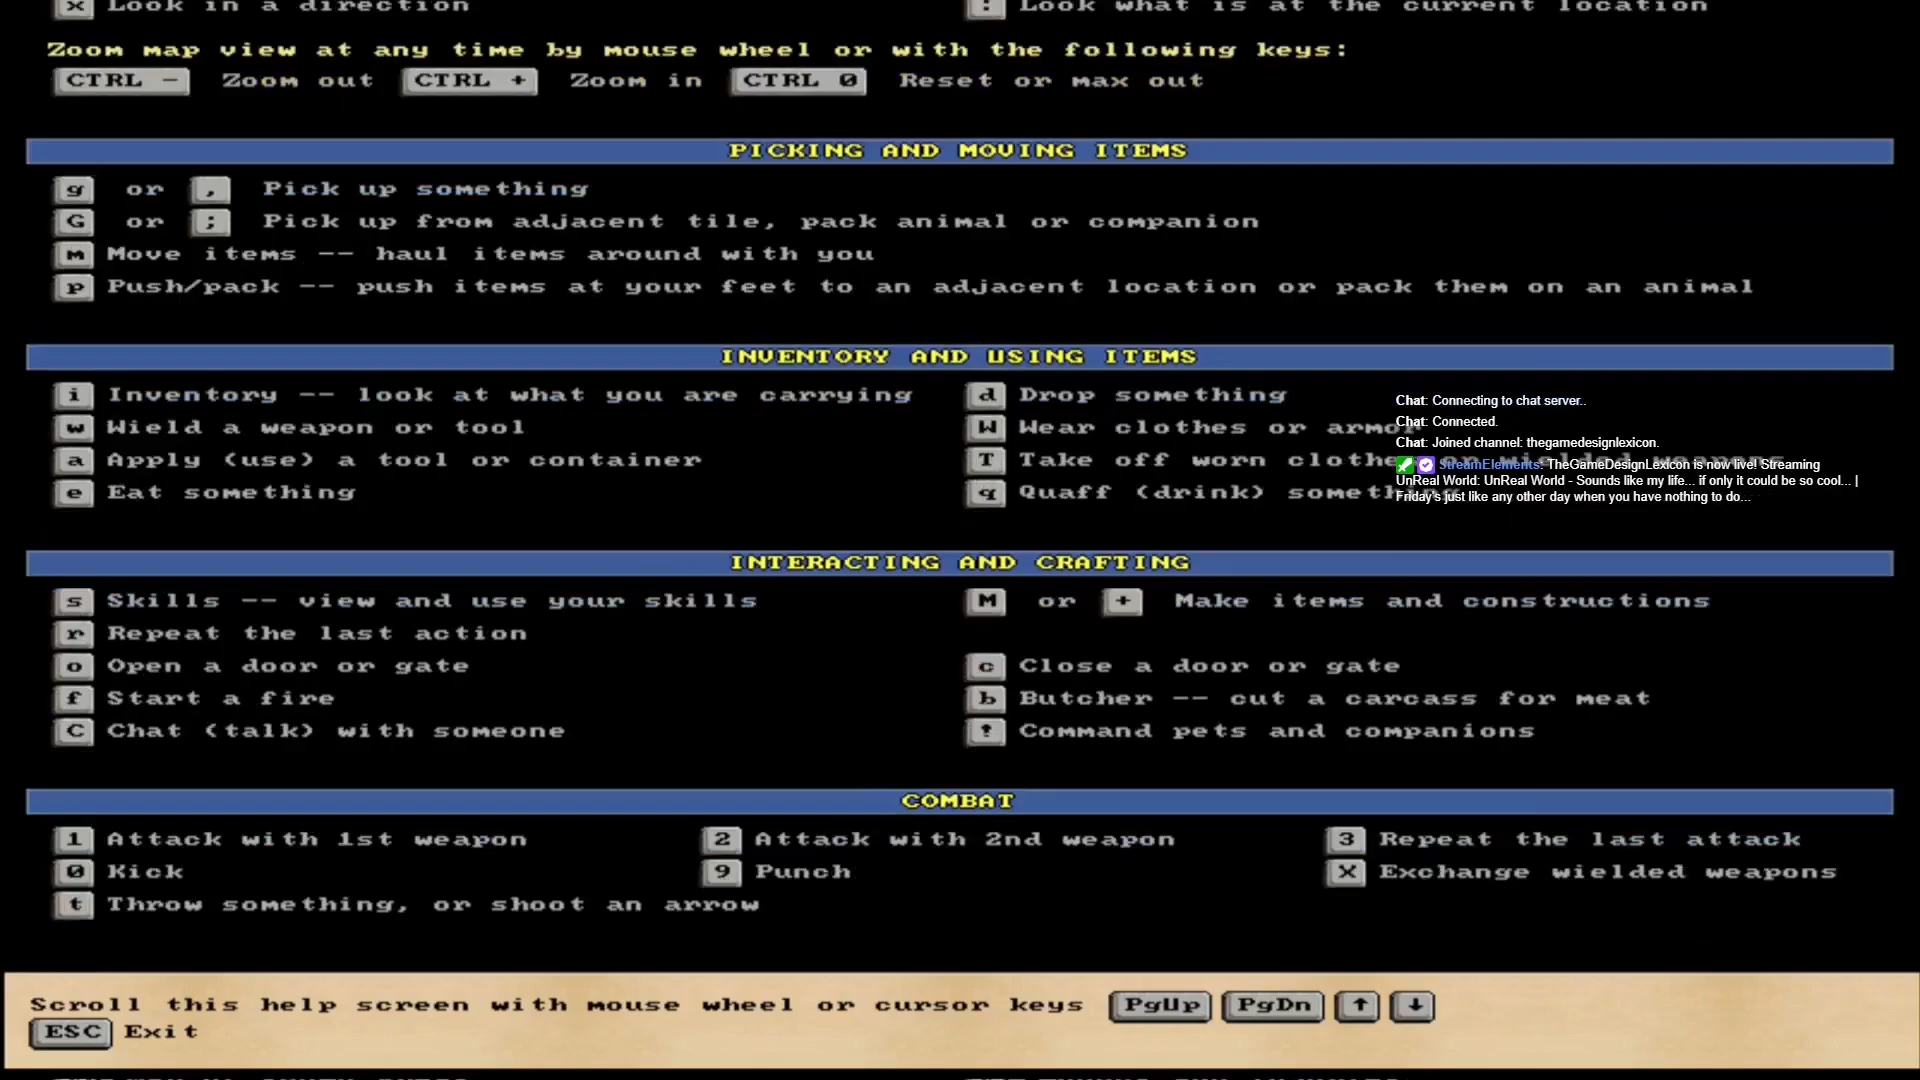 x Look in a direction : Look what is at the current location
Zoom map view at any time by mouse wheel or with the following keys:
CTRL - Zoom out CTRL + Zoom in CTRL 0 Reset or max out
PICKING AND MOVING ITEMS
g or , Pick up something
G or ; Pick up from adjacent tile, pack animal or companion
m Move items -- haul items around with you
p Push/pack -- push items at your feet to an adjacent location or pack them on an animal
INVENTORY AND USING ITEMS
i Inventory -- look at what you are carrying d Drop something
w Wield a weapon or tool W Wear clothes or armor
a Apply (use) a tool or container T Take off worn clothes or wielded weapons
e Eat something q Quaff (drink) something
Chat: Connecting to chat server..
Chat: Connected.
Chat: Joined channel: thegamedesignlexicon.
StreamElements: TheGameDesignLexicon is now live! Streaming
UnReal World: UnReal World - Sounds like my life... if only it could be so cool... |
Friday's just like any other day when you have nothing to do...
INTERACTING AND CRAFTING
s Skills -- view and use your skills M or + Make items and constructions
r Repeat the last action
o Open a door or gate c Close a door or gate
f Start a fire b Butcher -- cut a carcass for meat
C Chat (talk) with someone ! Command pets and companions
COMBAT
1 Attack with 1st weapon 2 Attack with 2nd weapon 3 Repeat the last attack
0 Kick 9 Punch X Exchange wielded weapons
t Throw something, or shoot an arrow
Scroll this help screen with mouse wheel or cursor keys PgUp PgDn ↑ ↓
ESC Exit